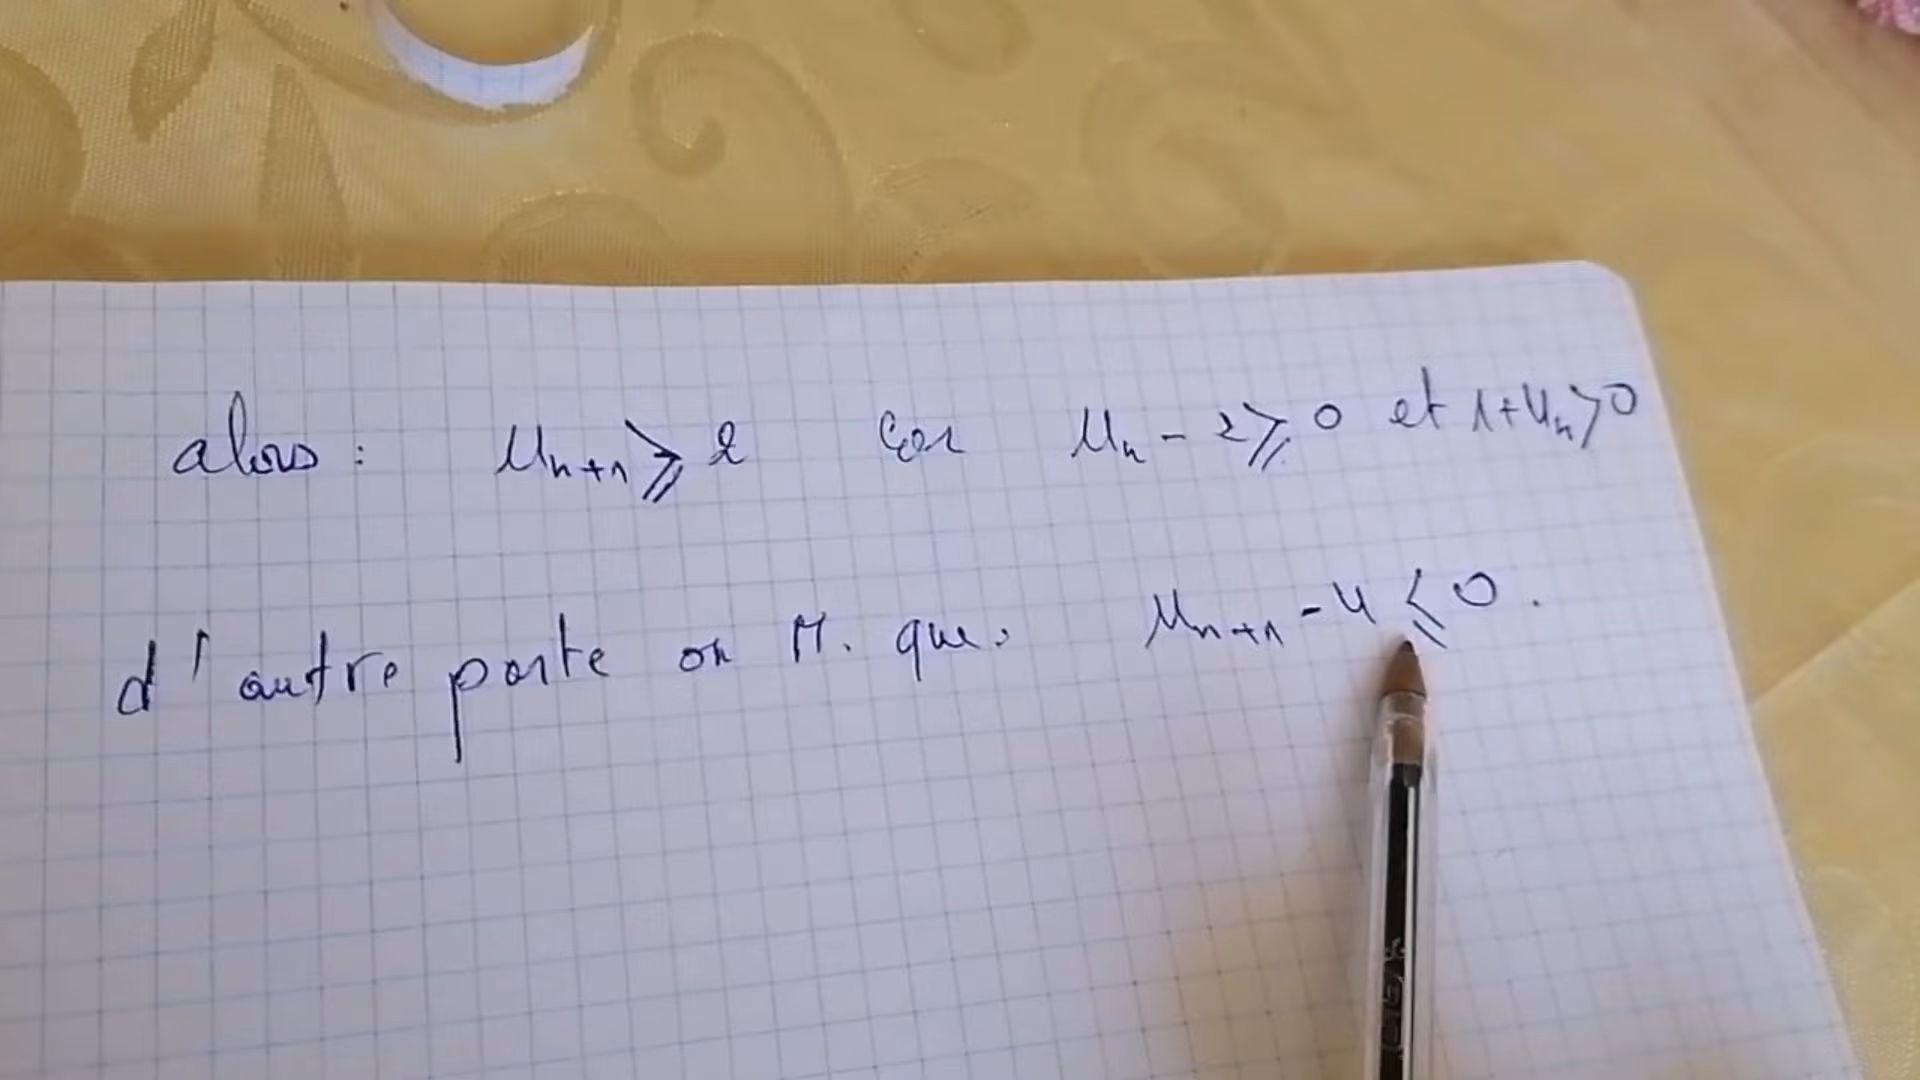 alors : Un+1 ⩾ 2 car Un - 2 ⩾ 0 et 1+Un > 0
d'autre parte on M. que. Un+1 - 4 ⩽ 0.